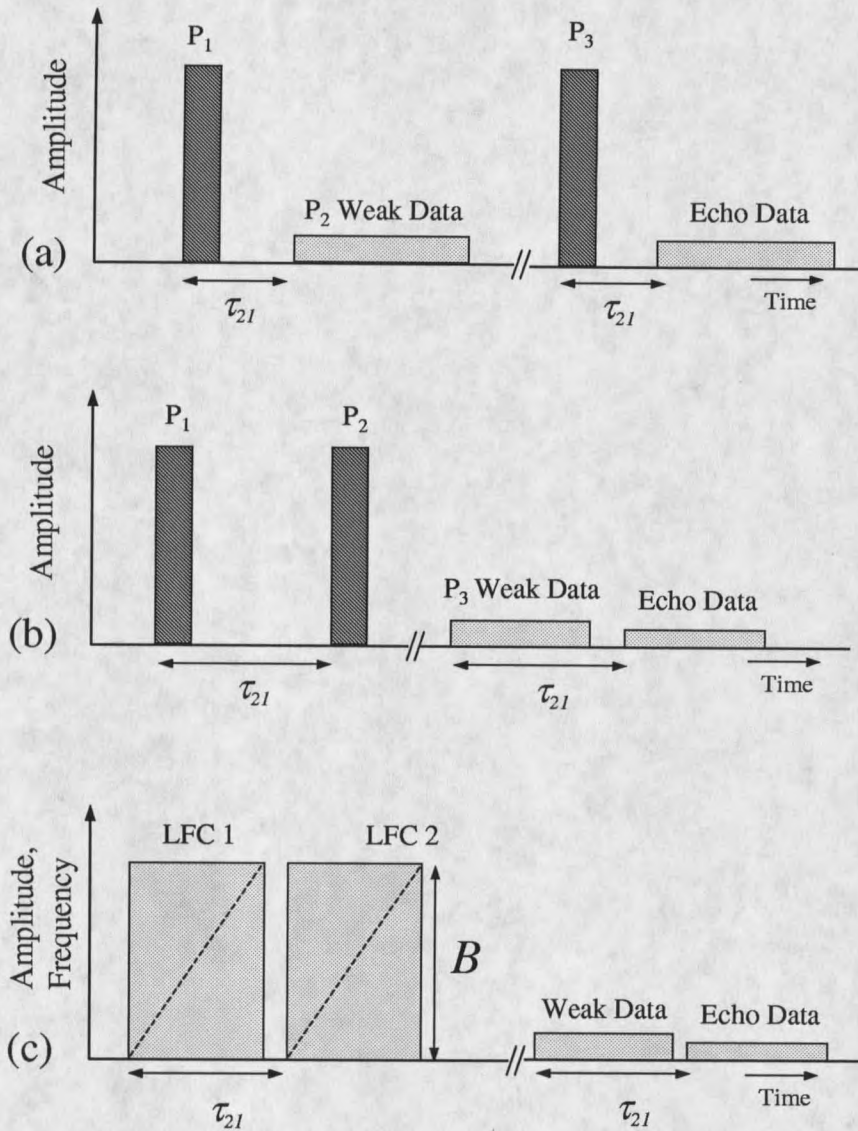 P₁
P₃
Amplitude
P₂ Weak Data
Echo Data
(a)
τ₂₁
τ₂₁
Time
P₁
P₂
Amplitude
P₃ Weak Data
Echo Data
(b)
τ₂₁
τ₂₁
Time
LFC 1
LFC 2
Amplitude,
Frequency
B
Weak Data
Echo Data
(c)
τ₂₁
τ₂₁
Time